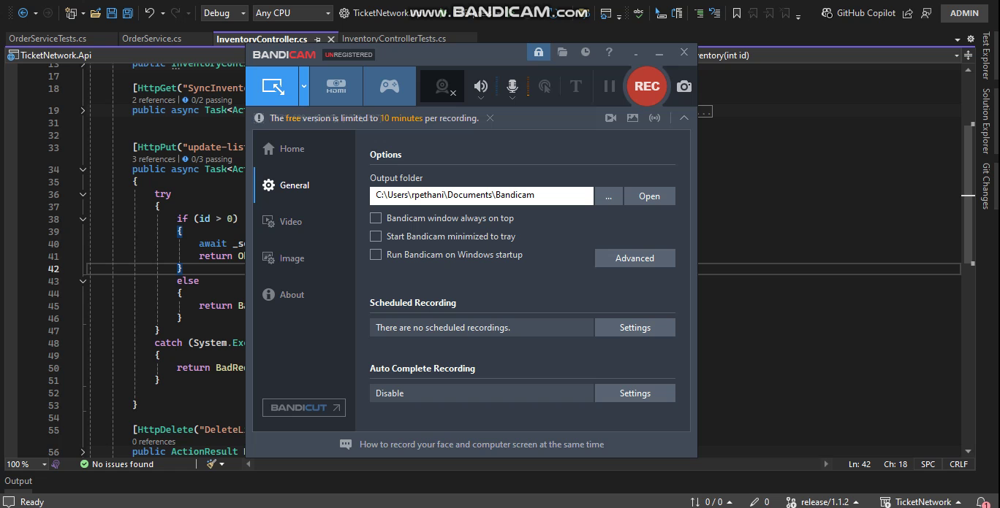 Debug
Any CPU
TicketNetwork.
www.BANDICAM.com
GitHub Copilot
ADMIN
OrderServiceTests.cs
OrderService.cs
InventoryController.cs
InventoryControllerTests.cs
TicketNetwork.Api
ventory(int id)
BANDICAM
UNREGISTERED
HDMI
REC
The free version is limited to 10 minutes per recording.
Home
General
Video
Image
About
BANDICUT
Options
Output folder
C:\Users\rpethani\Documents\Bandicam
...
Open
Bandicam window always on top
Start Bandicam minimized to tray
Run Bandicam on Windows startup
Advanced
Scheduled Recording
There are no scheduled recordings.
Settings
Auto Complete Recording
Disable
Settings
How to record your face and computer screen at the same time
17
18 [HttpGet("SyncInvent
2 references | 0/2 passing
19 public async Task<Act
31
32
33 [HttpPut("update-list
3 references | 0/3 passing
34 public async Task<Act
35 {
36 try
37 {
38 if (id > 0)
39 {
40 await _s
41 return O
42 }
43 else
44 {
45 return Ba
46 }
47 }
48 catch (System.Exc
49 {
50 return BadRe
51 }
52
53 }
54
55 [HttpDelete("DeleteLi
0 references
56 public ActionResult
...
100 %
No issues found
Ln: 42
Ch: 18
SPC
CRLF
Output
Ready
0 / 0
0
release/1.1.2
TicketNetwork
1
Test Explorer
Solution Explorer
Git Changes